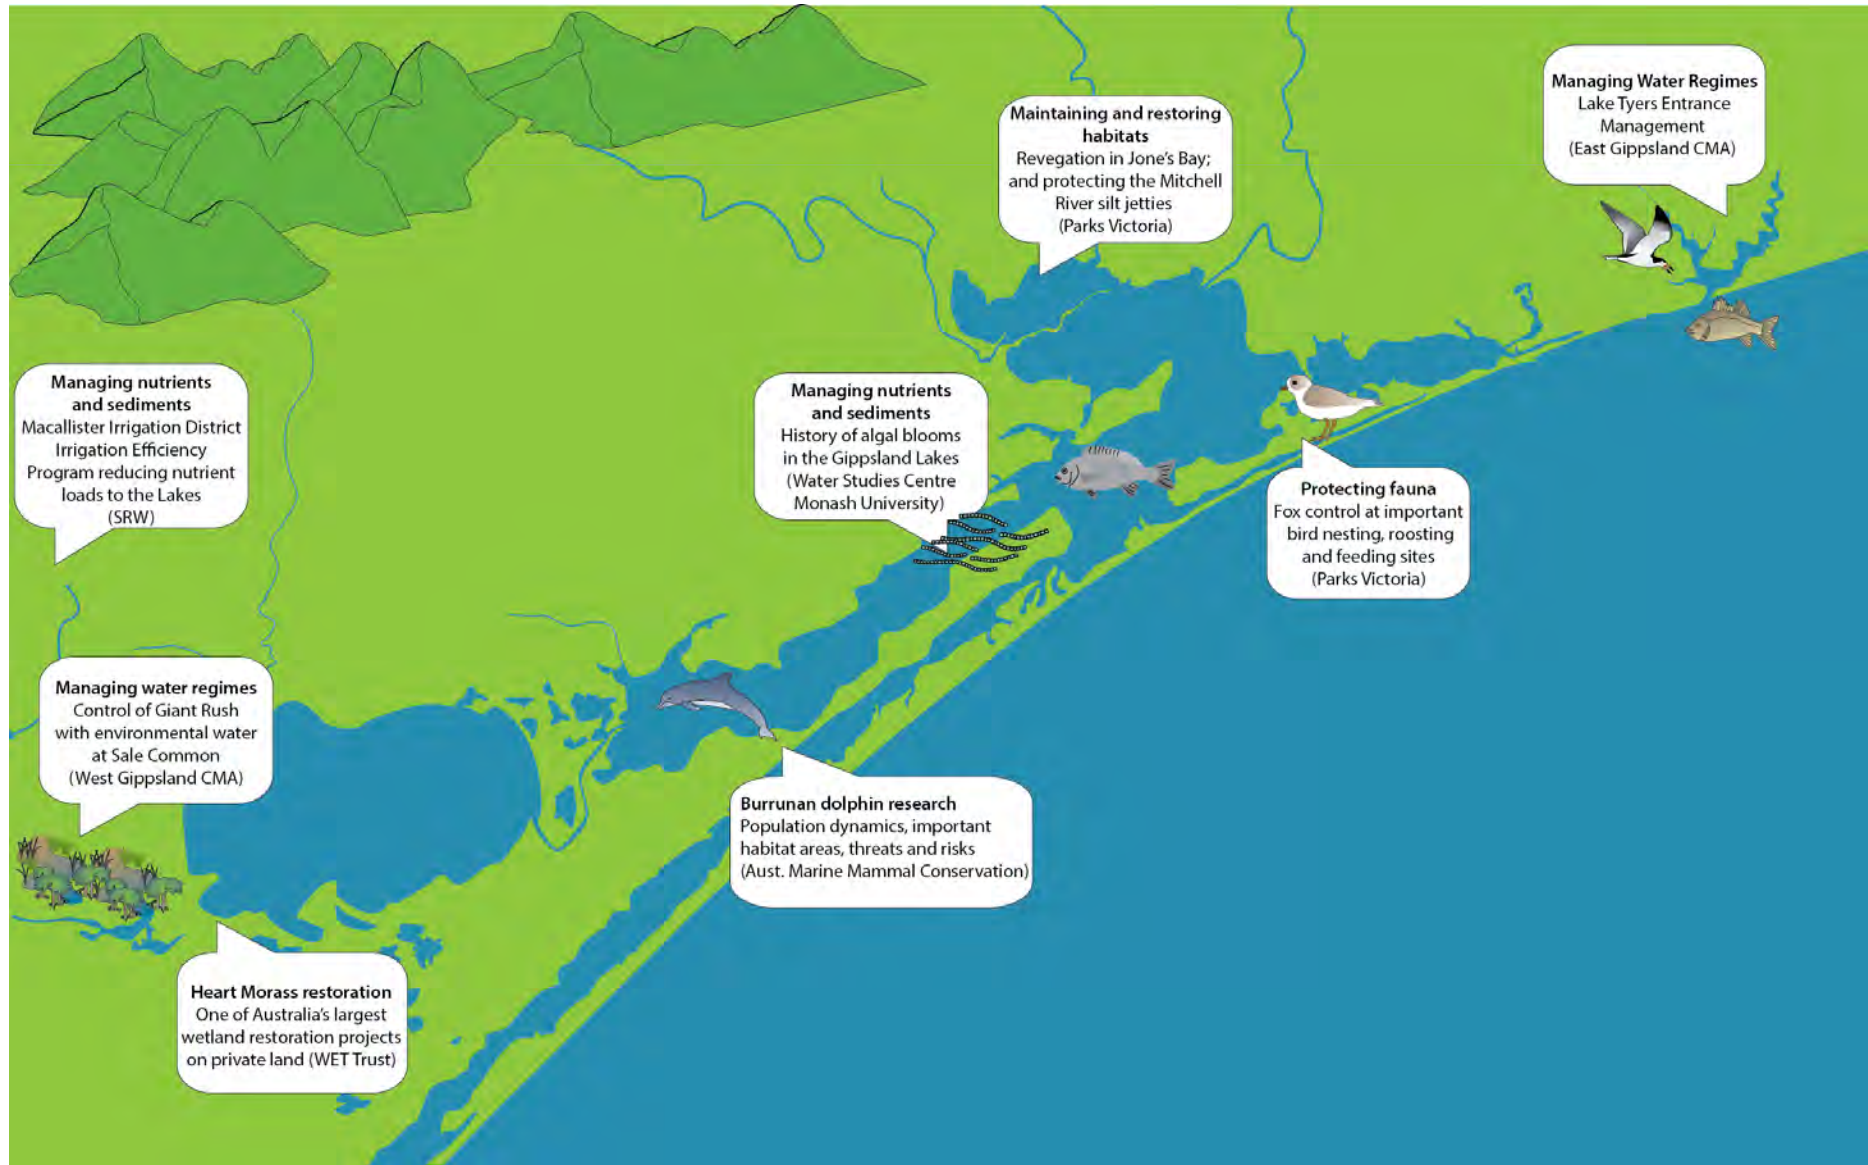 Managing Water Regimes
Lake Tyers Entrance
Management
(East Gippsland CMA)
Maintaining and restoring
habitats
Revegation in Jone's Bay;
and protecting the Mitchell
River silt jetties
(Parks Victoria)
Managing nutrients
and sediments
Macallister Irrigation District
Irrigation Efficiency
Program reducing nutrient
loads to the Lakes
(SRW)
Managing nutrients
and sediments
History of algal blooms
in the Gippsland Lakes
(Water Studies Centre
Monash University)
Protecting fauna
Fox control at important
bird nesting, roosting
and feeding sites
(Parks Victoria)
Managing water regimes
Control of Giant Rush
with environmental water
at Sale Common
(West Gippsland CMA)
Burrunan dolphin research
Population dynamics, important
habitat areas, threats and risks
(Aust. Marine Mammal Conservation)
Heart Morass restoration
One of Australia's largest
wetland restoration projects
on private land (WET Trust)